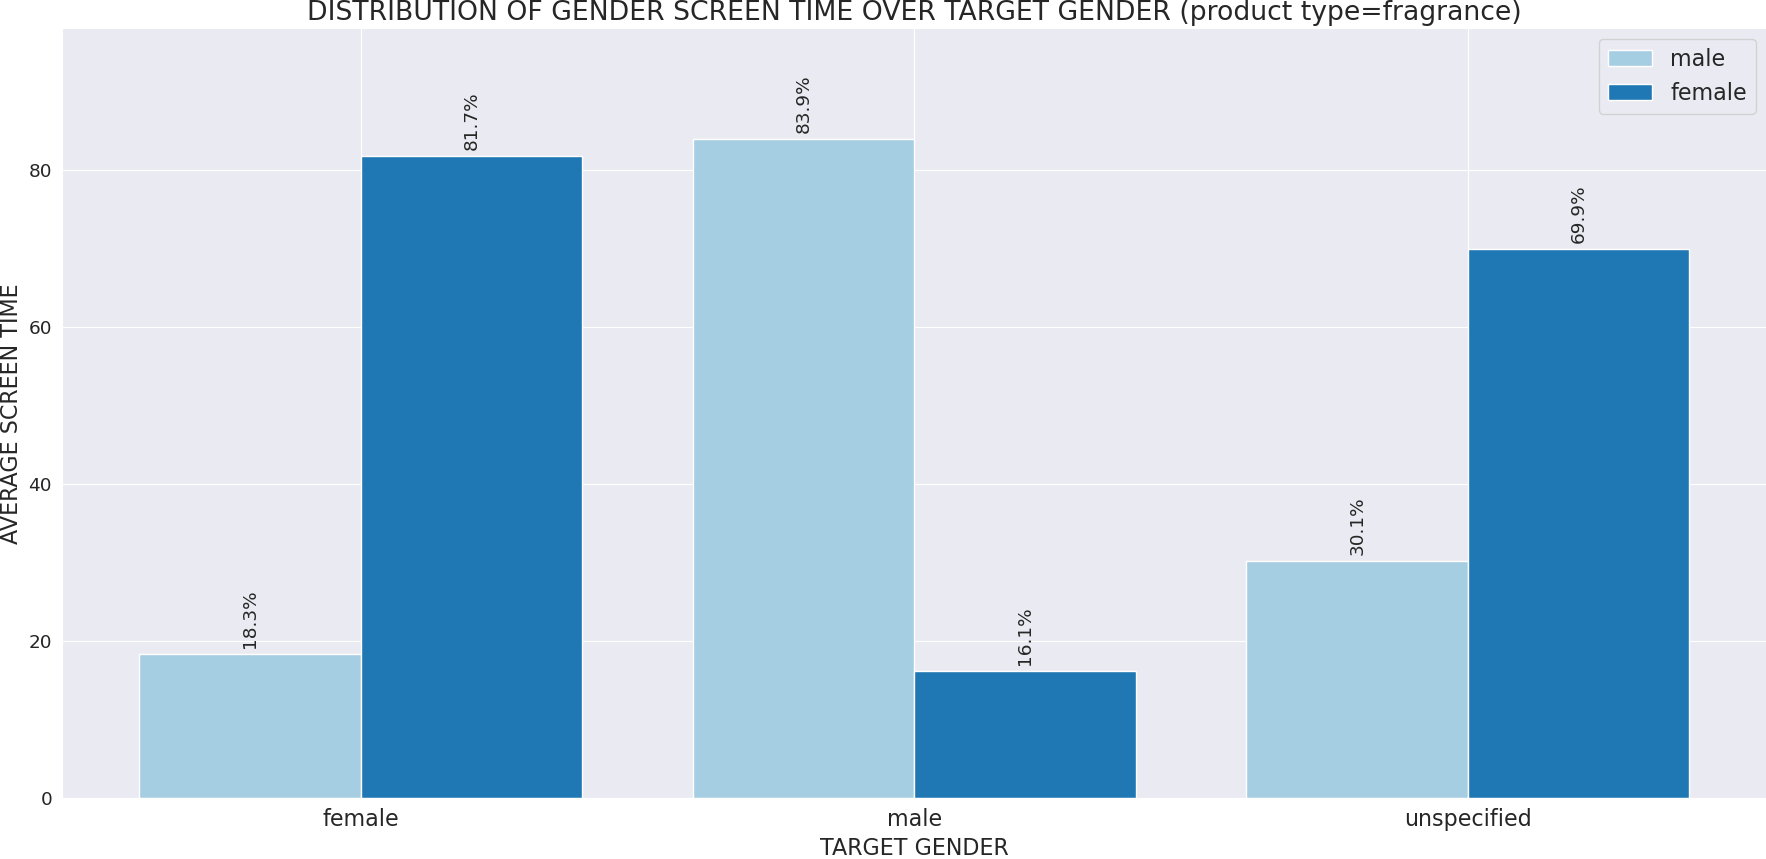 DISTRIBUTION OF GENDER SCREEN TIME OVER TARGET GENDER (product type=fragrance)
male
female
AVERAGE SCREEN TIME
80
60
40
20
0
18.3%
81.7%
83.9%
16.1%
30.1%
69.9%
female
male
unspecified
TARGET GENDER